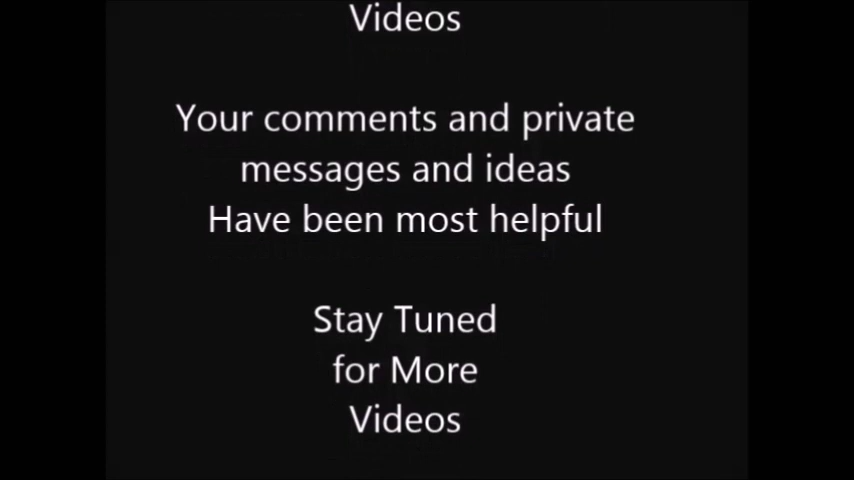 Videos
Your comments and private
messages and ideas
Have been most helpful
Stay Tuned
for More
Videos